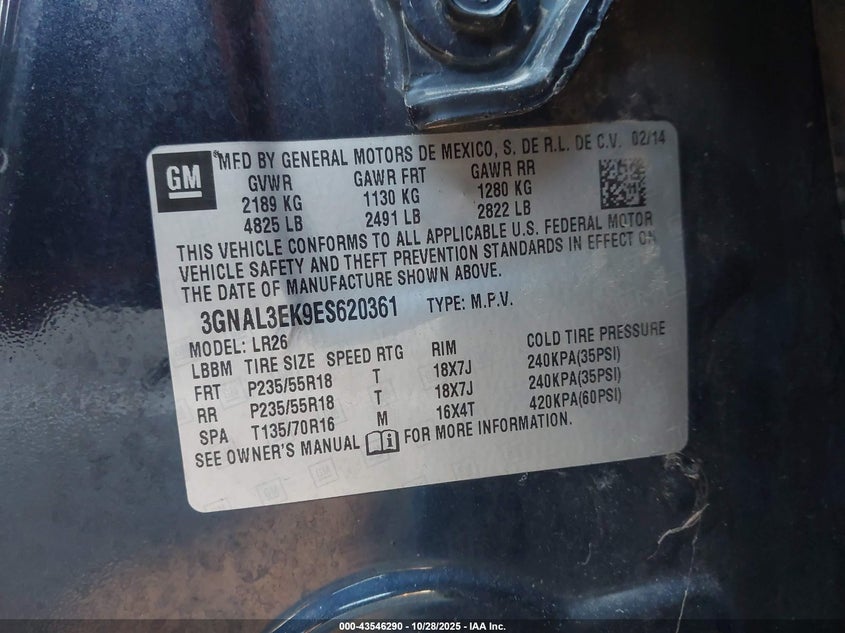 GM
®MFD BY GENERAL MOTORS DE MEXICO, S. DE R.L. DE C.V. 02/14
GVWR GAWR FRT GAWR RR
2189 KG 1130 KG 1280 KG
4825 LB 2491 LB 2822 LB
THIS VEHICLE CONFORMS TO ALL APPLICABLE U.S. FEDERAL MOTOR
VEHICLE SAFETY AND THEFT PREVENTION STANDARDS IN EFFECT ON
THE DATE OF MANUFACTURE SHOWN ABOVE.
3GNAL3EK9ES620361 TYPE: M.P.V.
MODEL: LR26
LBBM TIRE SIZE SPEED RTG RIM COLD TIRE PRESSURE
FRT P235/55R18 T 18X7J 240KPA(35PSI)
RR P235/55R18 T 18X7J 240KPA(35PSI)
SPA T135/70R16 M 16X4T 420KPA(60PSI)
SEE OWNER'S MANUAL FOR MORE INFORMATION.
000-43546290 - 10/28/2025 - IAA Inc.